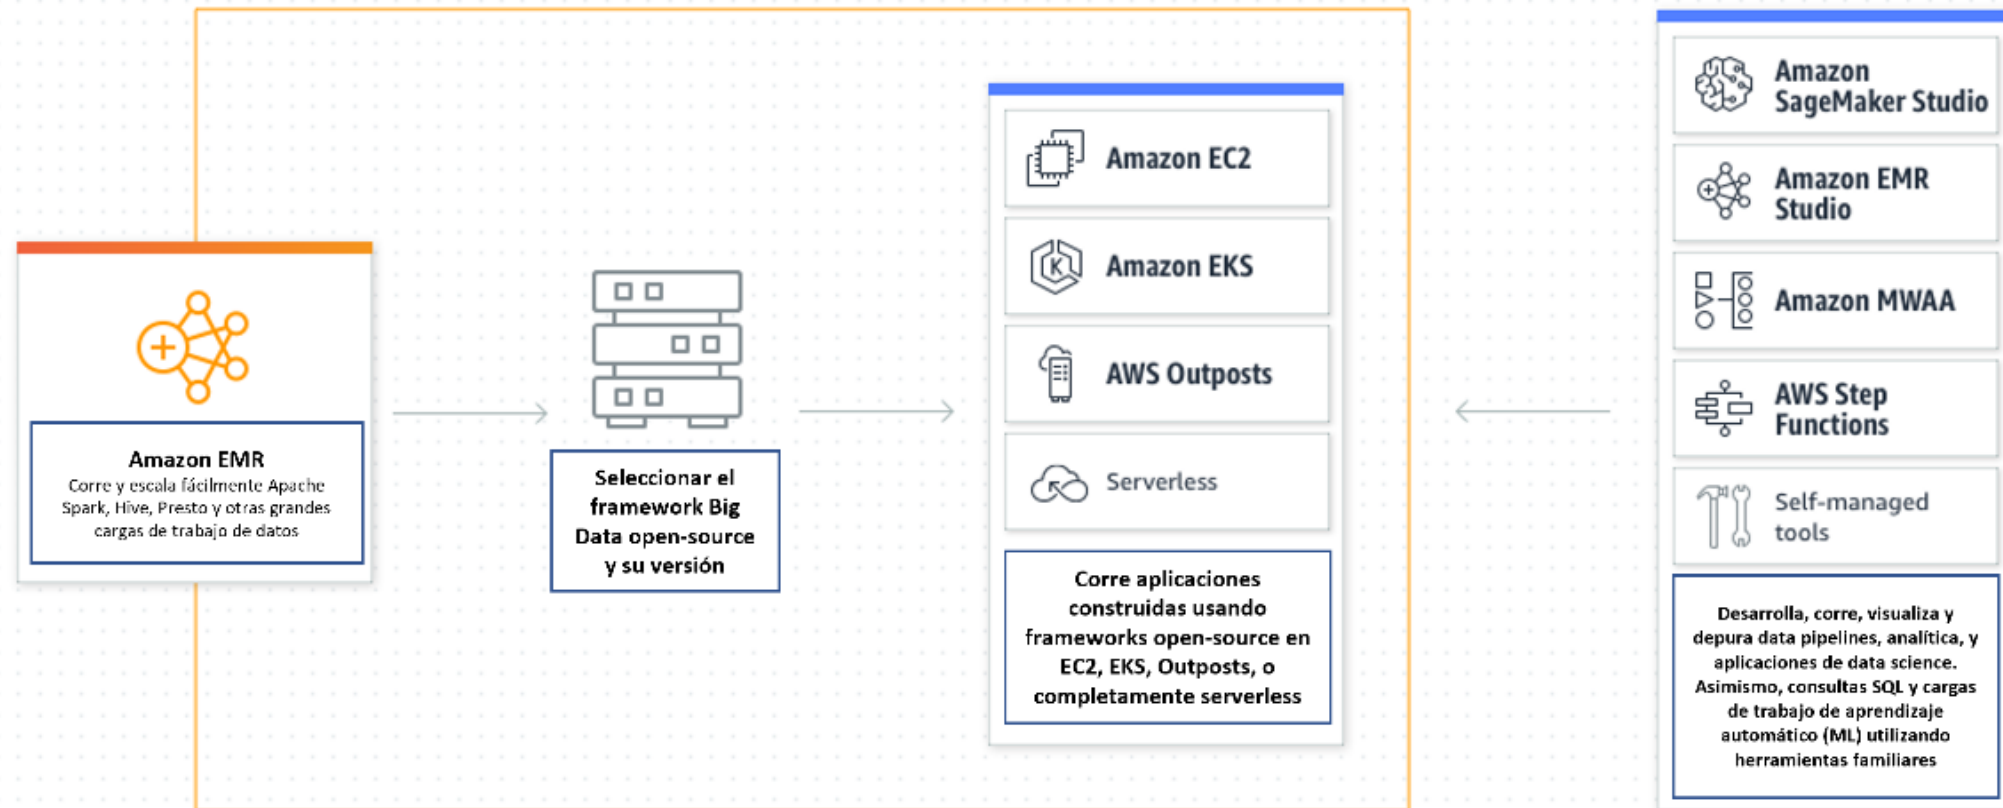 Amazon EMR
Corre y escala fácilmente Apache
Spark, Hive, Presto y otras grandes
cargas de trabajo de datos
Seleccionar el
framework Big
Data open-source
y su versión
Amazon EC2
Amazon EKS
AWS Outposts
Serverless
Corre aplicaciones
construidas usando
frameworks open-source en
EC2, EKS, Outposts, o
completamente serverless
Amazon
SageMaker Studio
Amazon EMR
Studio
Amazon MWAA
AWS Step
Functions
Self-managed
tools
Desarrolla, corre, visualiza y
depura data pipelines, analítica, y
aplicaciones de data science.
Asimismo, consultas SQL y cargas
de trabajo de aprendizaje
automático (ML) utilizando
herramientas familiares